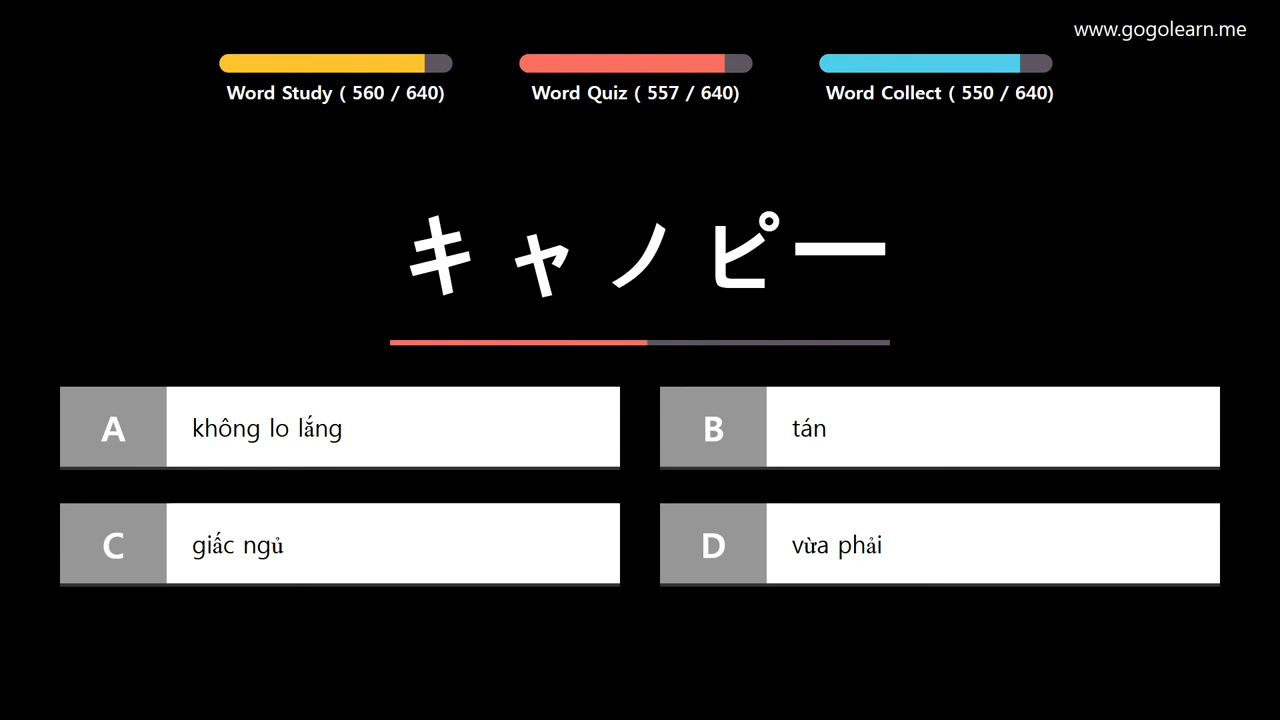 www.gogolearn.me
Word Study ( 560 / 640)
Word Quiz ( 557 / 640)
Word Collect ( 550 / 640)
キャノピー
A không lo lắng
B tán
C giấc ngủ
D vừa phải